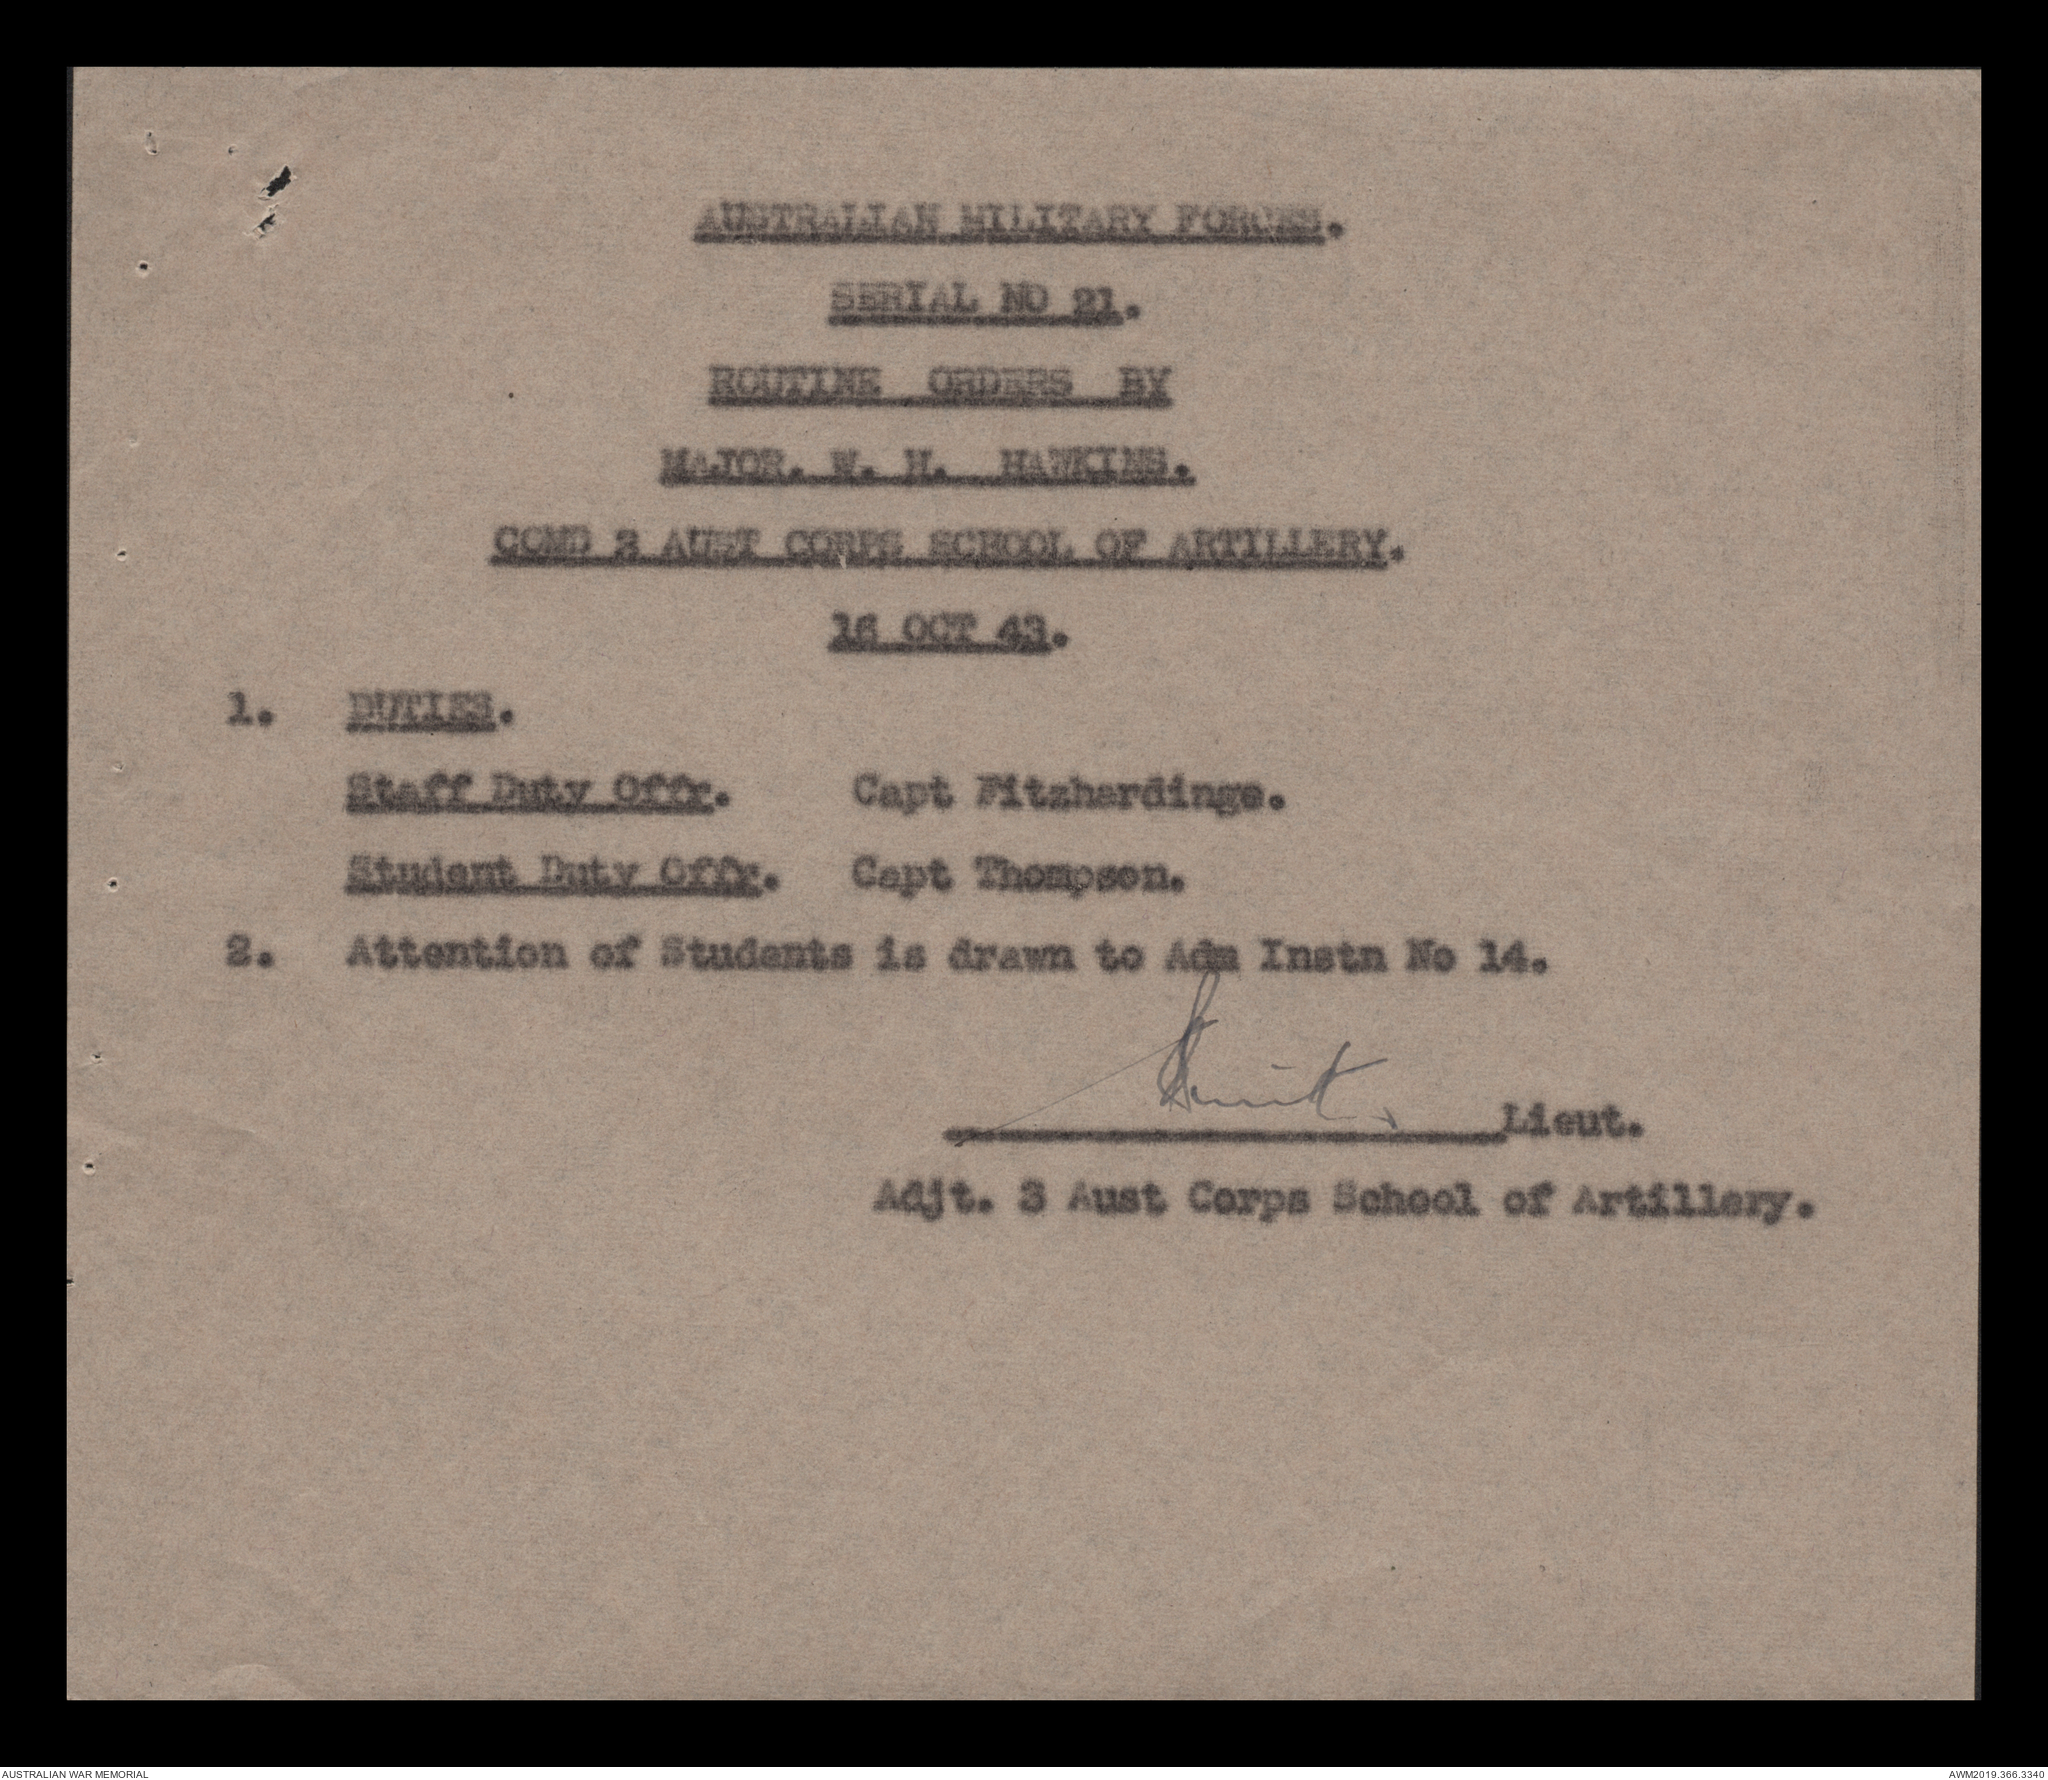 AUSTRALIAN MILITARY FORCES.
SERIAL NO 21.
ROUTINE ORDERS BY
MAJOR. W. H. HAWKINS.
COMD 3 AUST CORPS SCHOOL OF ARTILLERY.
16 OCT 43.
1. DUTIES.
Staff Duty Offr. Capt Fitzhardinge.
Student Duty Offr. Capt Thompson.
2. Attention of Students is drawn to Adm Instn No 14.
Lieut.
Adjt. 3 Aust Corps School of Artillery.
AUSTRALIAN WAR MEMORIAL
AWM2019.366.3340